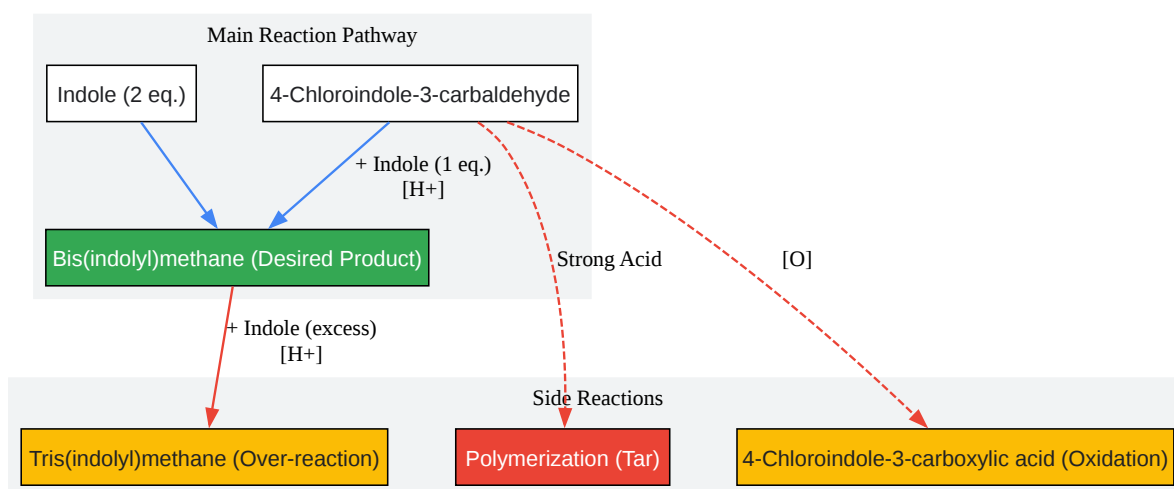 Main Reaction Pathway
Indole (2 eq.)
4-Chloroindole-3-carbaldehyde
+ Indole (1 eq.)
[H+]
Bis(indolyl)methane (Desired Product)
Strong Acid
[O]
+ Indole (excess)
[H+]
Side Reactions
Tris(indolyl)methane (Over-reaction)
Polymerization (Tar)
4-Chloroindole-3-carboxylic acid (Oxidation)